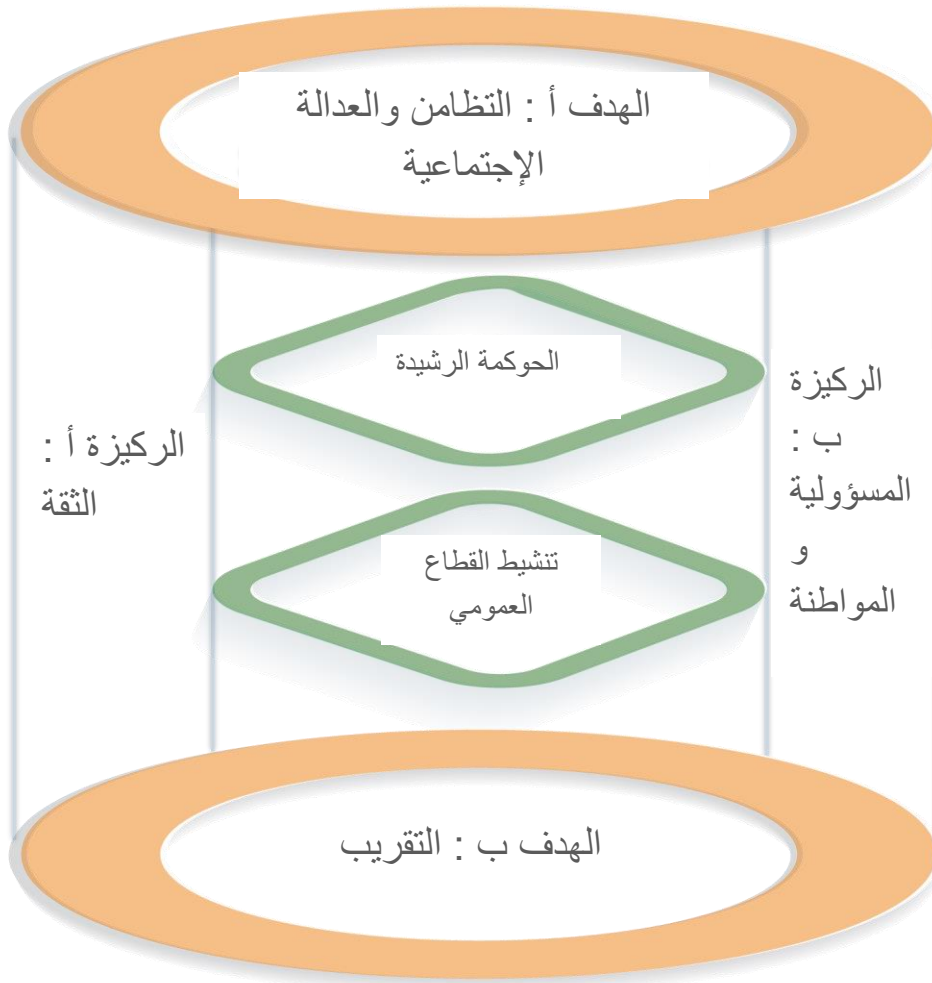 الهدف أ : التظامن والعدالة
الإجتماعية
الحوكمة الرشيدة
الركيزة
ب :
المسؤولية
و
المواطنة
الركيزة أ :
الثقة
تنشيط القطاع
العمومي
الهدف ب : التقريب